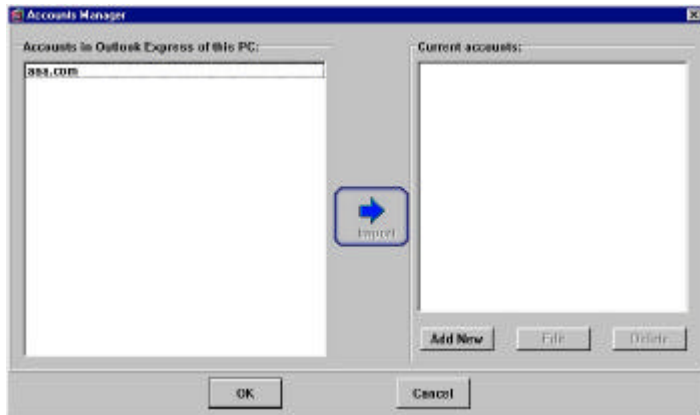 Accounts Manager
Accounts in Outlook Express of this PC:
Current accounts:
aaa.com
Import
Add New
Edit
Delete
OK
Cancel